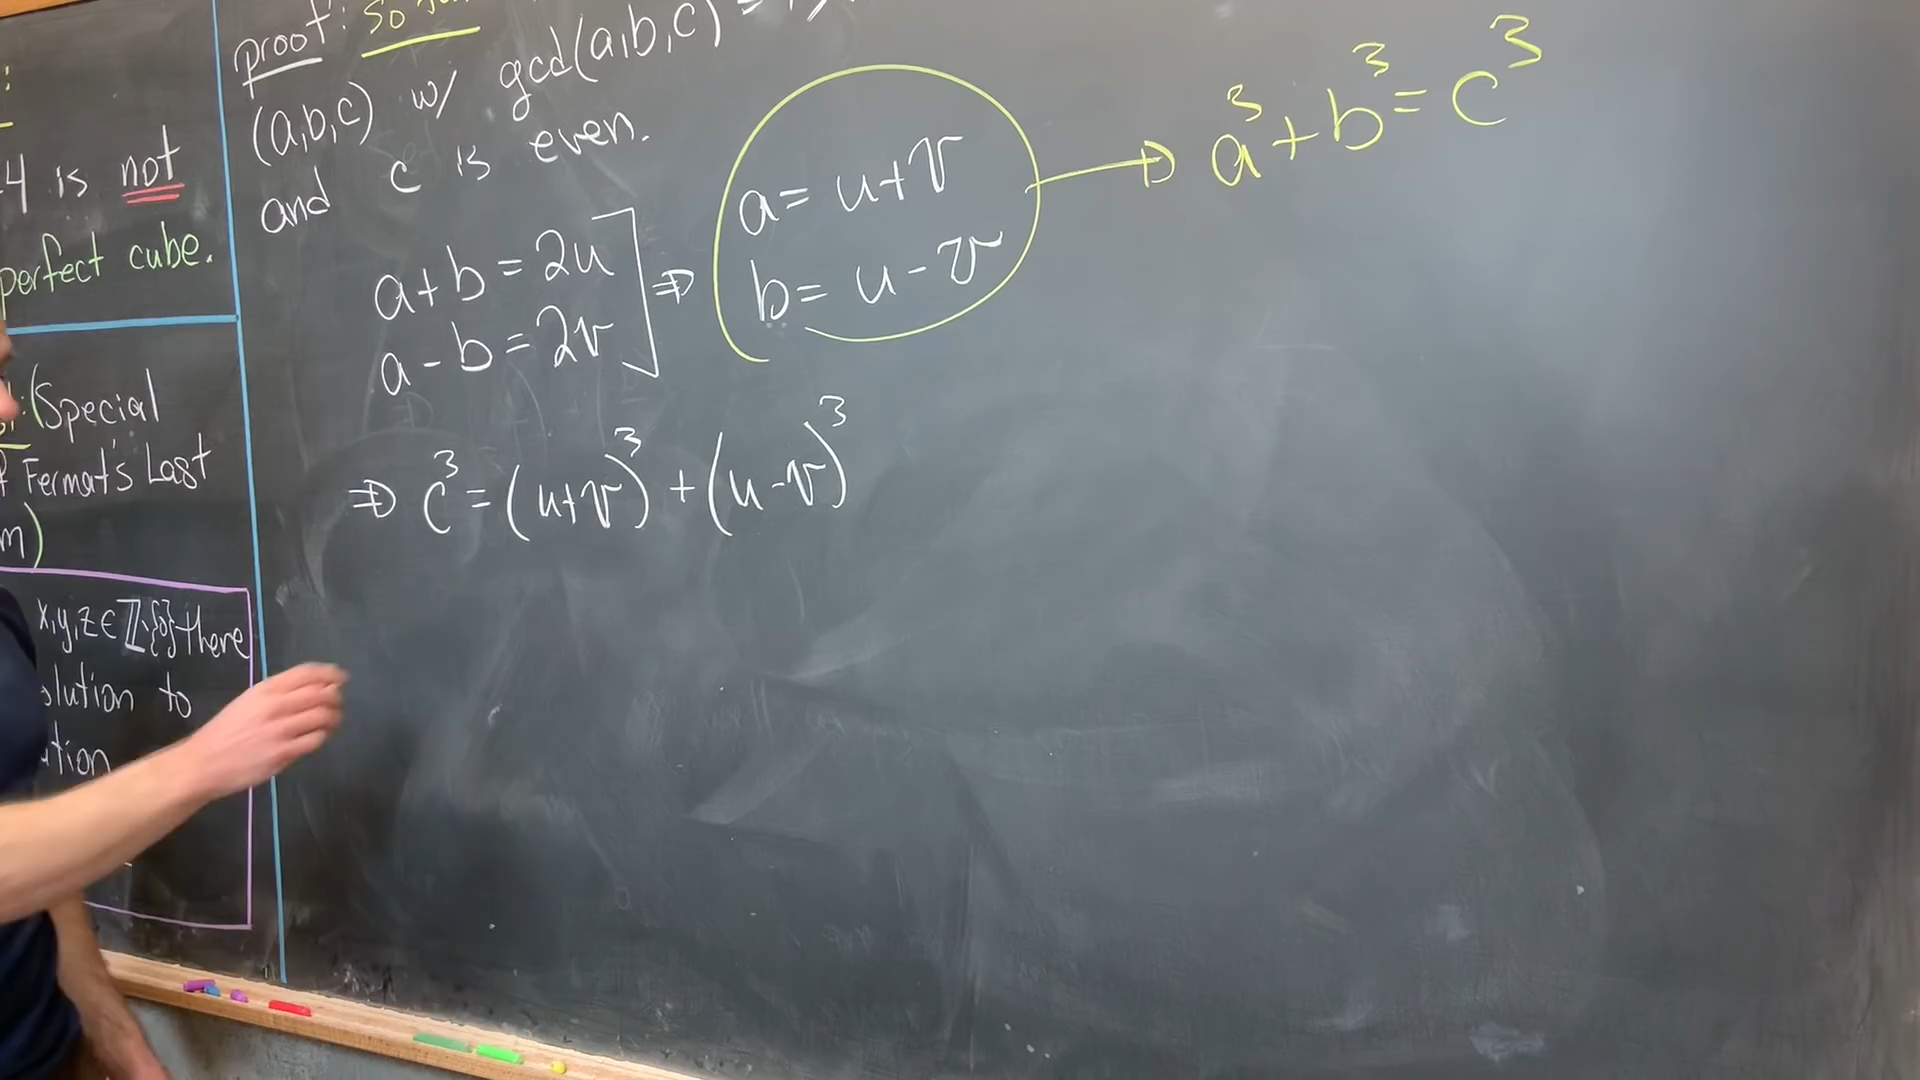 :
4 is not
perfect cube.
(Special
Fermat's Last
m)
x,y,z ∈ ℤ\{0} there
lution to
tion
proof: So
(a,b,c) w/ gcd(a,b,c) =
and c is even.
a+b = 2u
a-b = 2v
⇒
a = u+v
b = u-v
→ a³+b³ = c³
⇒ c³ = (u+v)³ + (u-v)³